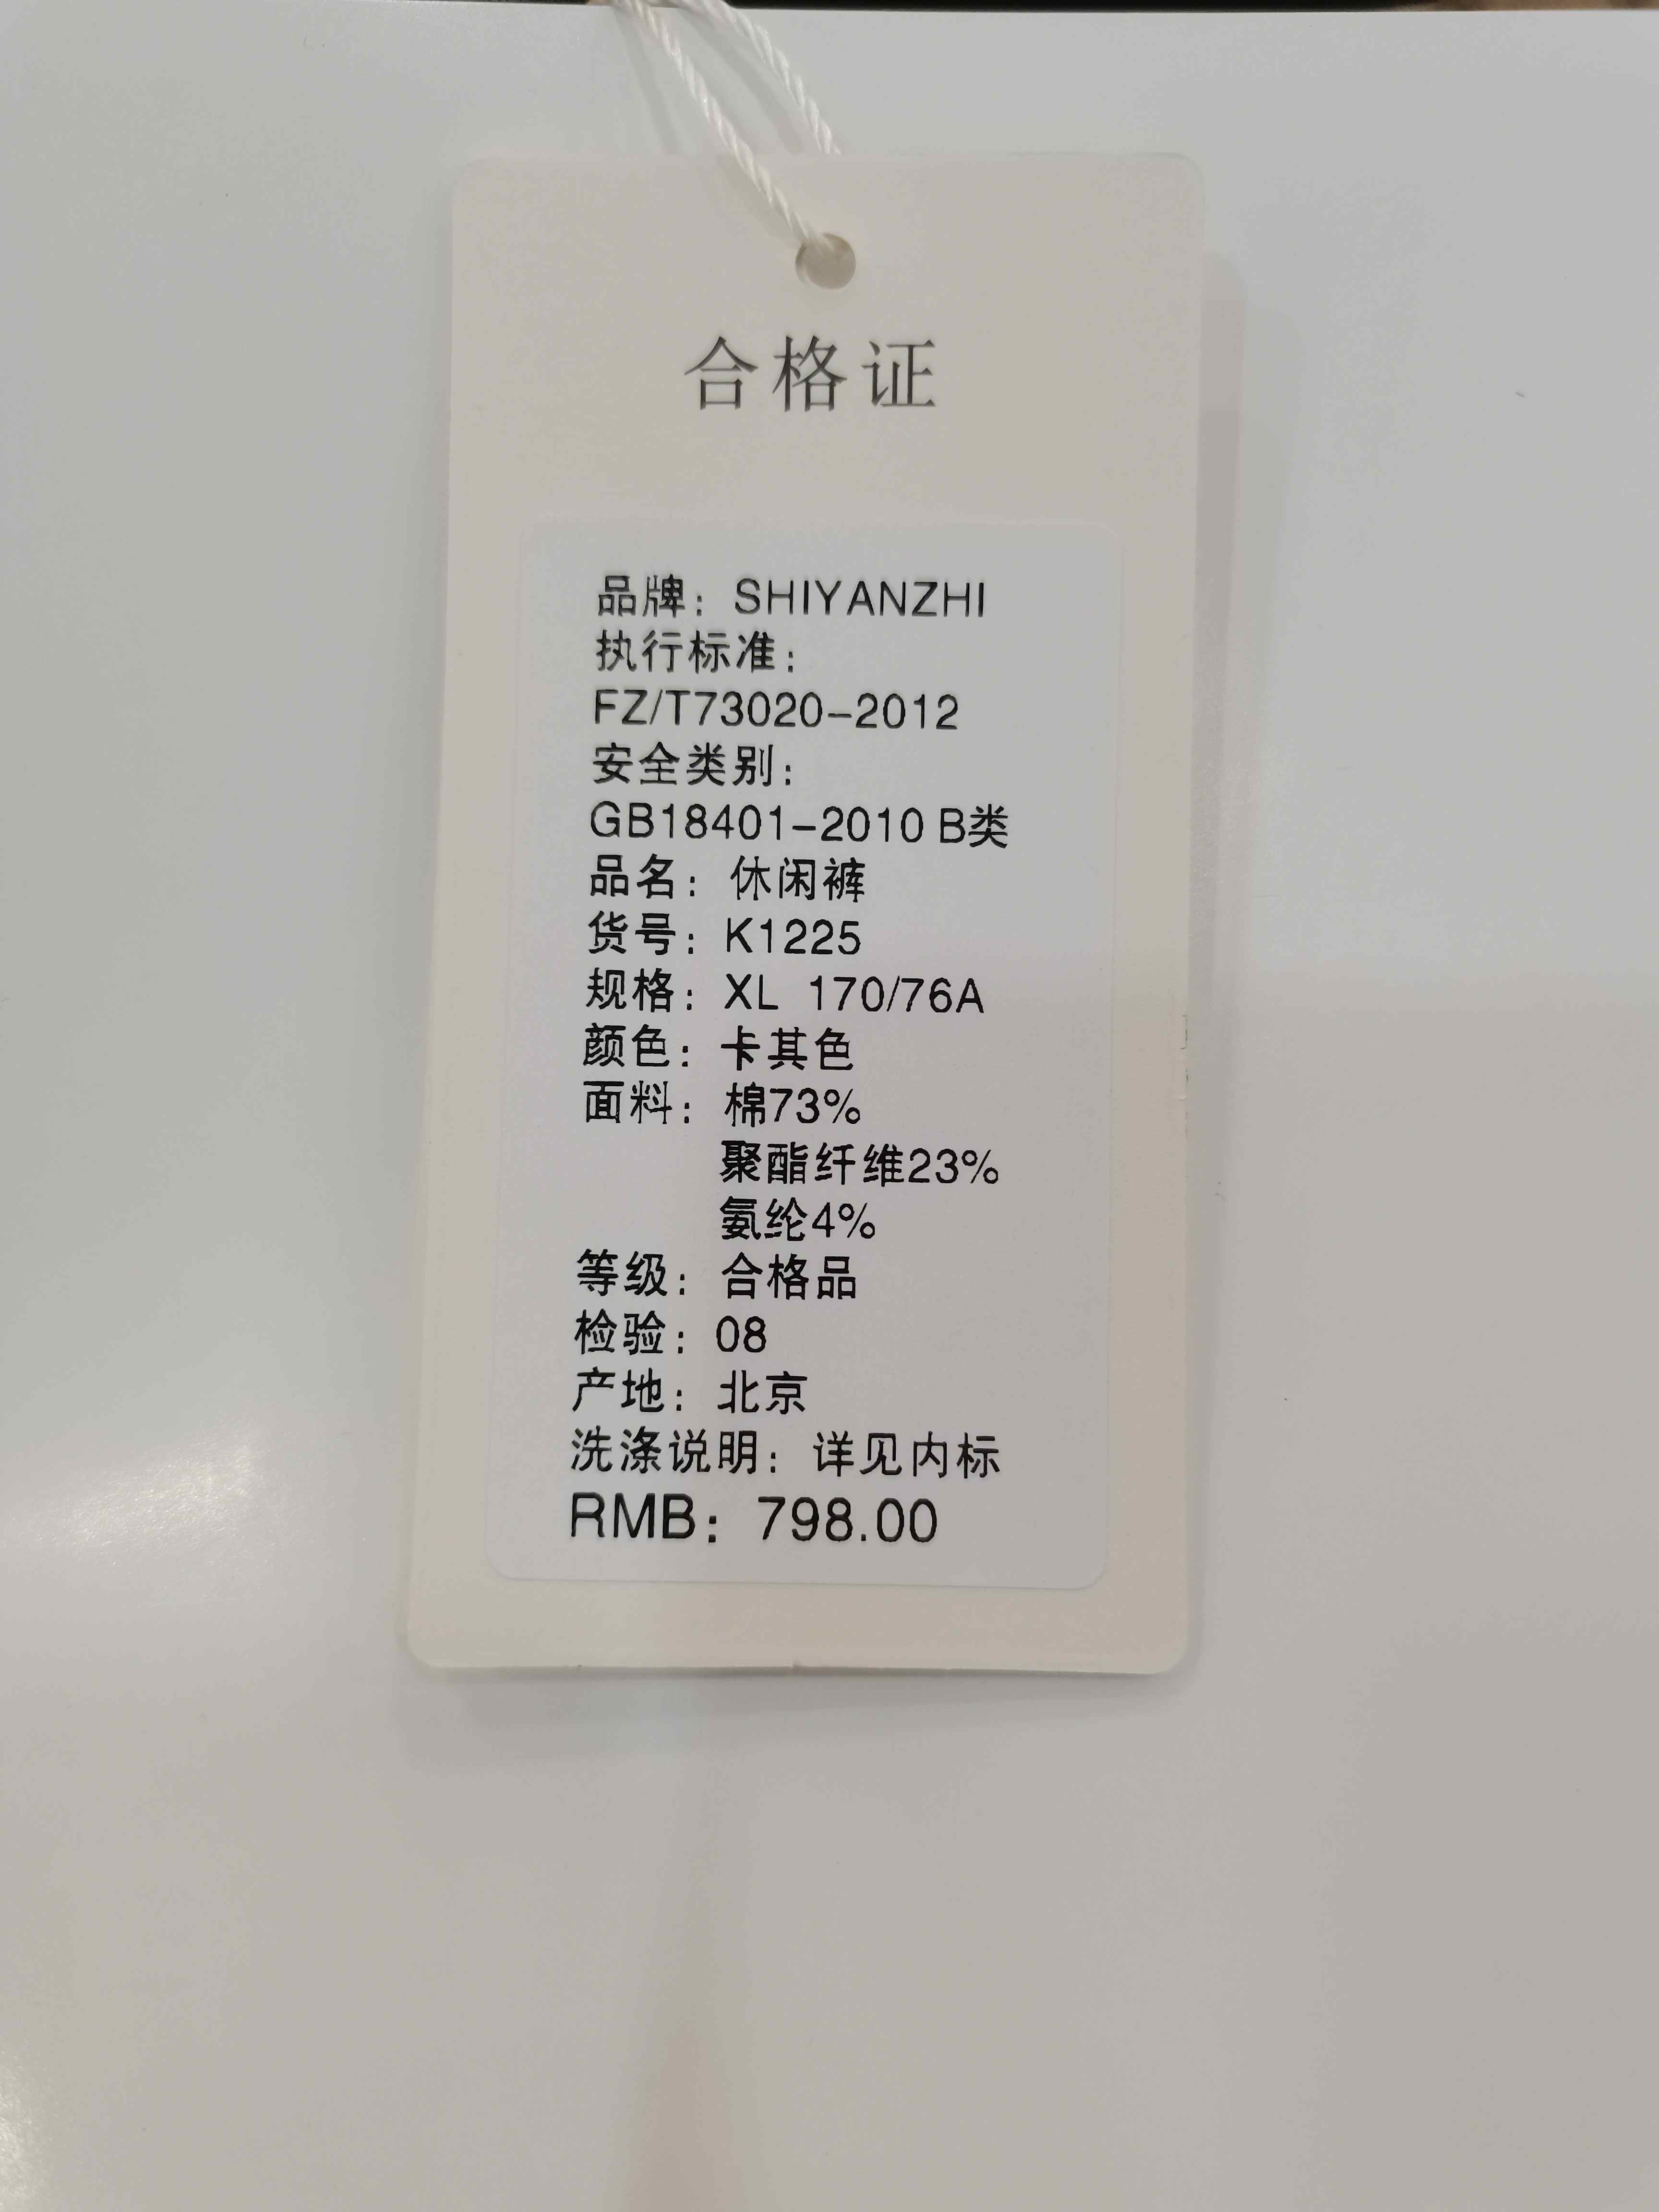 合格证
品牌：SHIYANZHI
执行标准：
FZ/T73020-2012
安全类别：
GB18401-2010 B类
品名：休闲裤
货号：K1225
规格：XL 170/76A
颜色：卡其色
面料：棉73%
聚酯纤维23%
氨纶4%
等级：合格品
检验：08
产地：北京
洗涤说明：详见内标
RMB：798.00